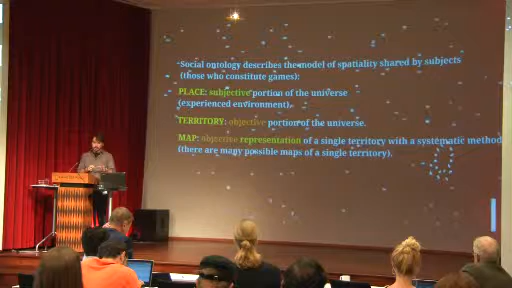 Social ontology describes the model of spatiality shared by subjects
(those who constitute games):
PLACE: subjective portion of the universe
(experienced environment).
TERRITORY: objective portion of the universe.
MAP: objective representation of a single territory with a systematic method
(there are many possible maps of a single territory).